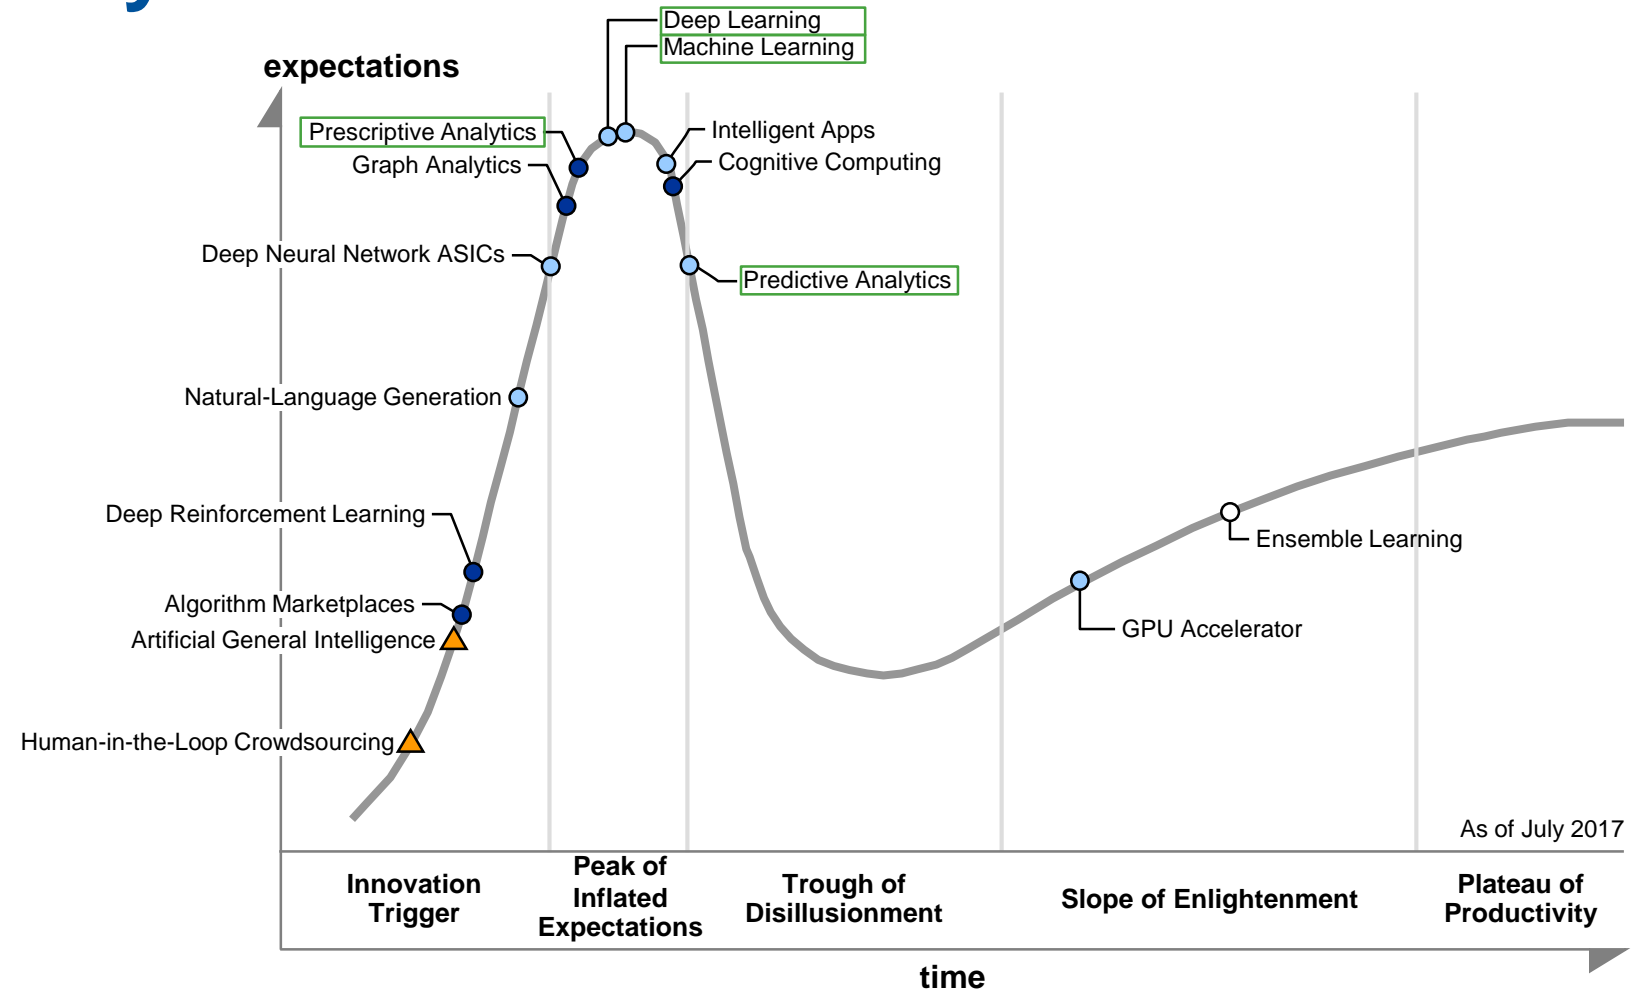 Deep Learning
Machine Learning
expectations
Prescriptive Analytics
Intelligent Apps
Graph Analytics
Cognitive Computing
Deep Neural Network ASICs
Predictive Analytics
Natural-Language Generation
Deep Reinforcement Learning
Ensemble Learning
Algorithm Marketplaces
GPU Accelerator
Artificial General Intelligence
Human-in-the-Loop Crowdsourcing
As of July 2017
Innovation
Trigger
Peak of
Inflated
Expectations
Trough of
Disillusionment
Slope of Enlightenment
Plateau of
Productivity
time